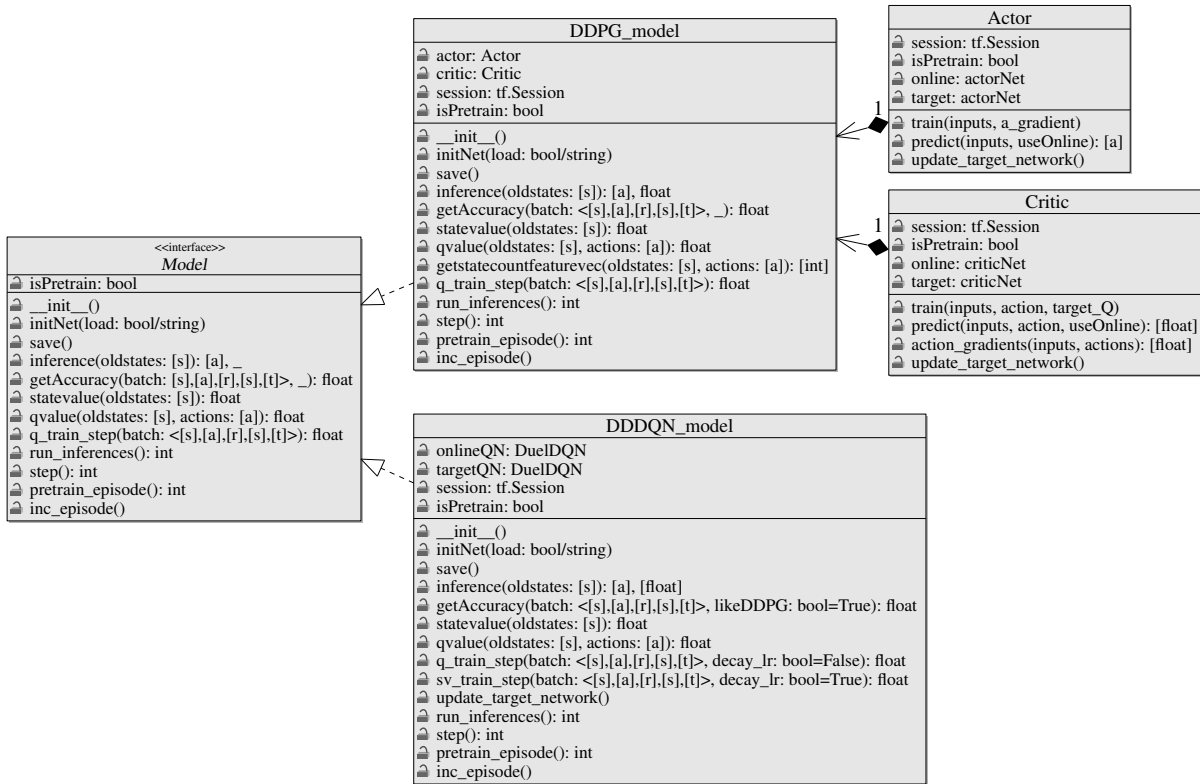 <<interface>>
Model
isPretrain: bool
__init__()
initNet(load: bool/string)
save()
inference(oldstates: [s]): [a], _
getAccuracy(batch: [s],[a],[r],[s],[t]>, _): float
statevalue(oldstates: [s]): float
qvalue(oldstates: [s], actions: [a]): float
q_train_step(batch: <[s],[a],[r],[s],[t]>): float
run_inferences(): int
step(): int
pretrain_episode(): int
inc_episode()
DDPG_model
actor: Actor
critic: Critic
session: tf.Session
isPretrain: bool
__init__()
initNet(load: bool/string)
save()
inference(oldstates: [s]): [a], float
getAccuracy(batch: <[s],[a],[r],[s],[t]>, _): float
statevalue(oldstates: [s]): float
qvalue(oldstates: [s], actions: [a]): float
getstatecountfeaturevec(oldstates: [s], actions: [a]): [int]
q_train_step(batch: <[s],[a],[r],[s],[t]>): float
run_inferences(): int
step(): int
pretrain_episode(): int
inc_episode()
DDDQN_model
onlineQN: DuelDQN
targetQN: DuelDQN
session: tf.Session
isPretrain: bool
__init__()
initNet(load: bool/string)
save()
inference(oldstates: [s]): [a], [float]
getAccuracy(batch: <[s],[a],[r],[s],[t]>, likeDDPG: bool=True): float
statevalue(oldstates: [s]): float
qvalue(oldstates: [s], actions: [a]): float
q_train_step(batch: <[s],[a],[r],[s],[t]>, decay_lr: bool=False): float
sv_train_step(batch: <[s],[a],[r],[s],[t]>, decay_lr: bool=True): float
update_target_network()
run_inferences(): int
step(): int
pretrain_episode(): int
inc_episode()
1
Actor
session: tf.Session
isPretrain: bool
online: actorNet
target: actorNet
train(inputs, a_gradient)
predict(inputs, useOnline): [a]
update_target_network()
1
Critic
session: tf.Session
isPretrain: bool
online: criticNet
target: criticNet
train(inputs, action, target_Q)
predict(inputs, action, useOnline): [float]
action_gradients(inputs, actions): [float]
update_target_network()